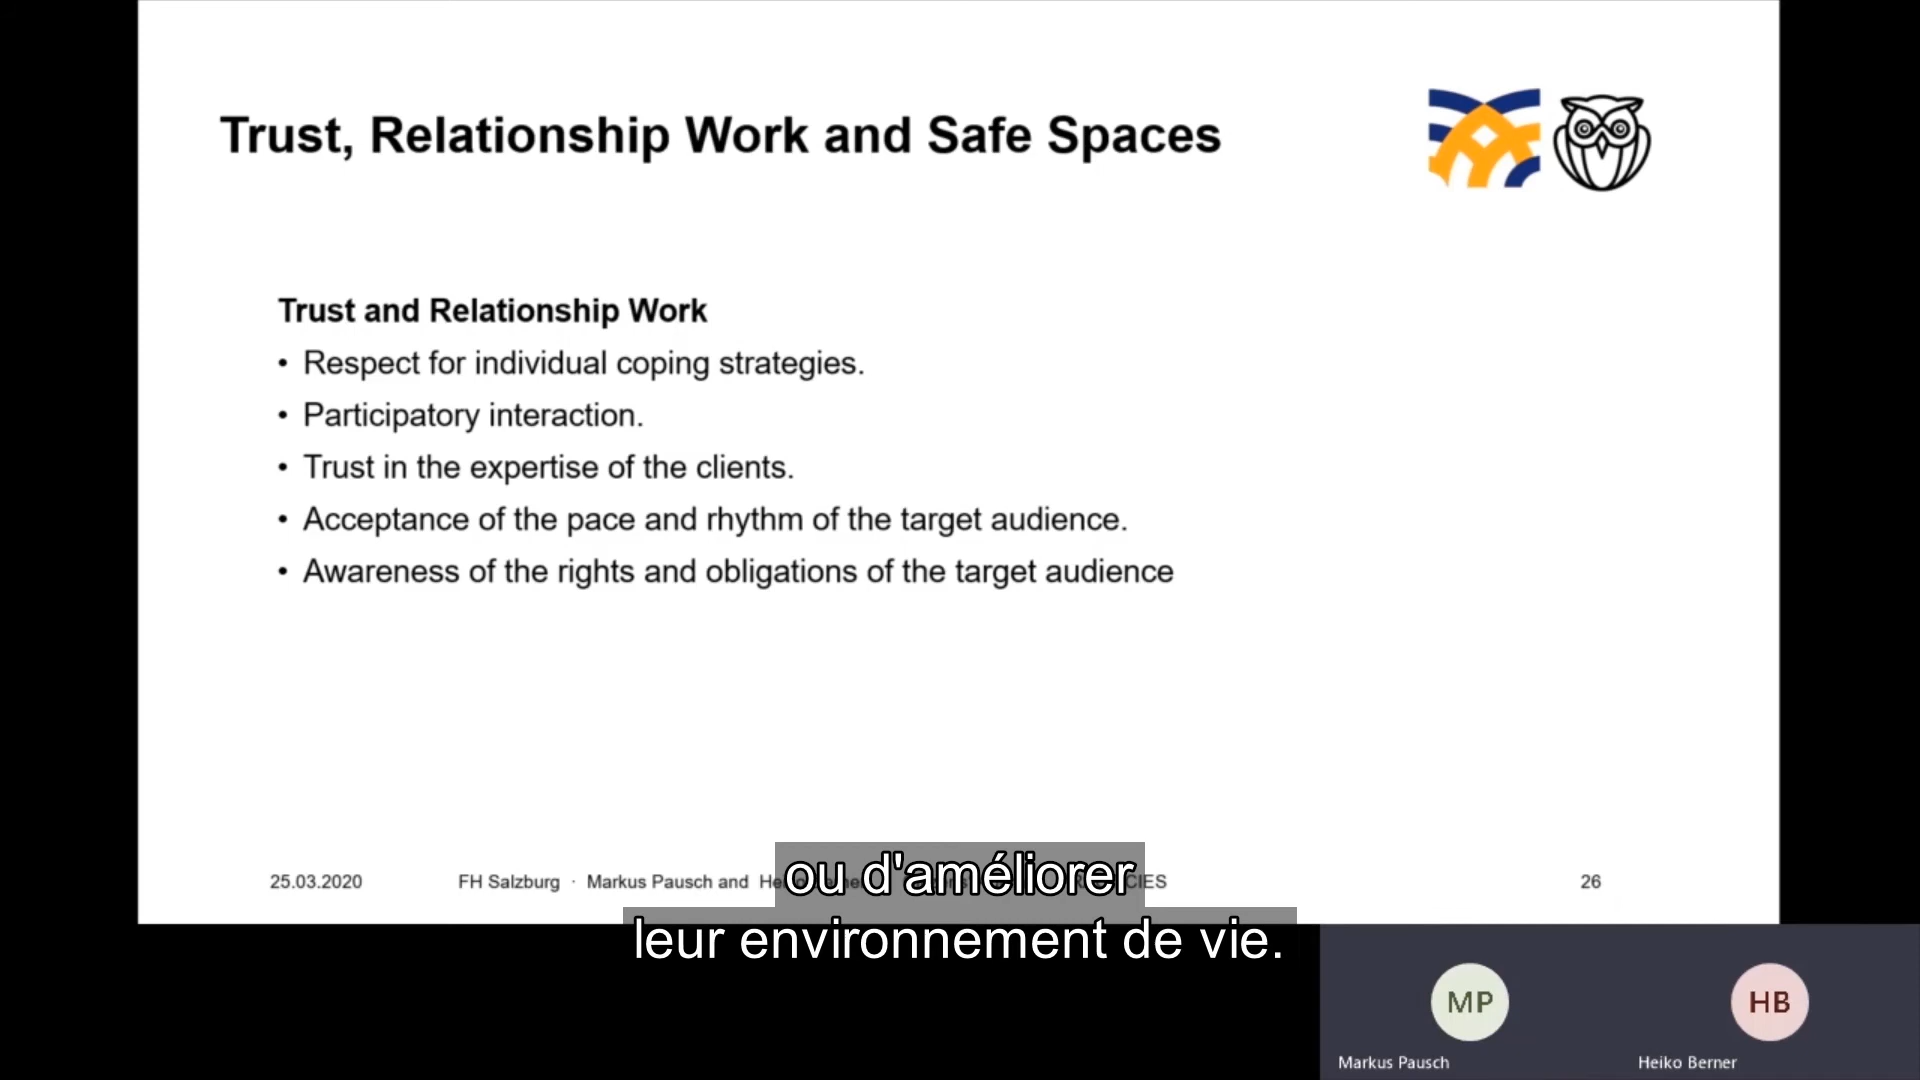 Trust, Relationship Work and Safe Spaces
Trust and Relationship Work
• Respect for individual coping strategies.
• Participatory interaction.
• Trust in the expertise of the clients.
• Acceptance of the pace and rhythm of the target audience.
• Awareness of the rights and obligations of the target audience
25.03.2020
FH Salzburg · Markus Pausch and
26
ou d'améliorer
leur environnement de vie.
MP
HB
Markus Pausch
Heiko Berner